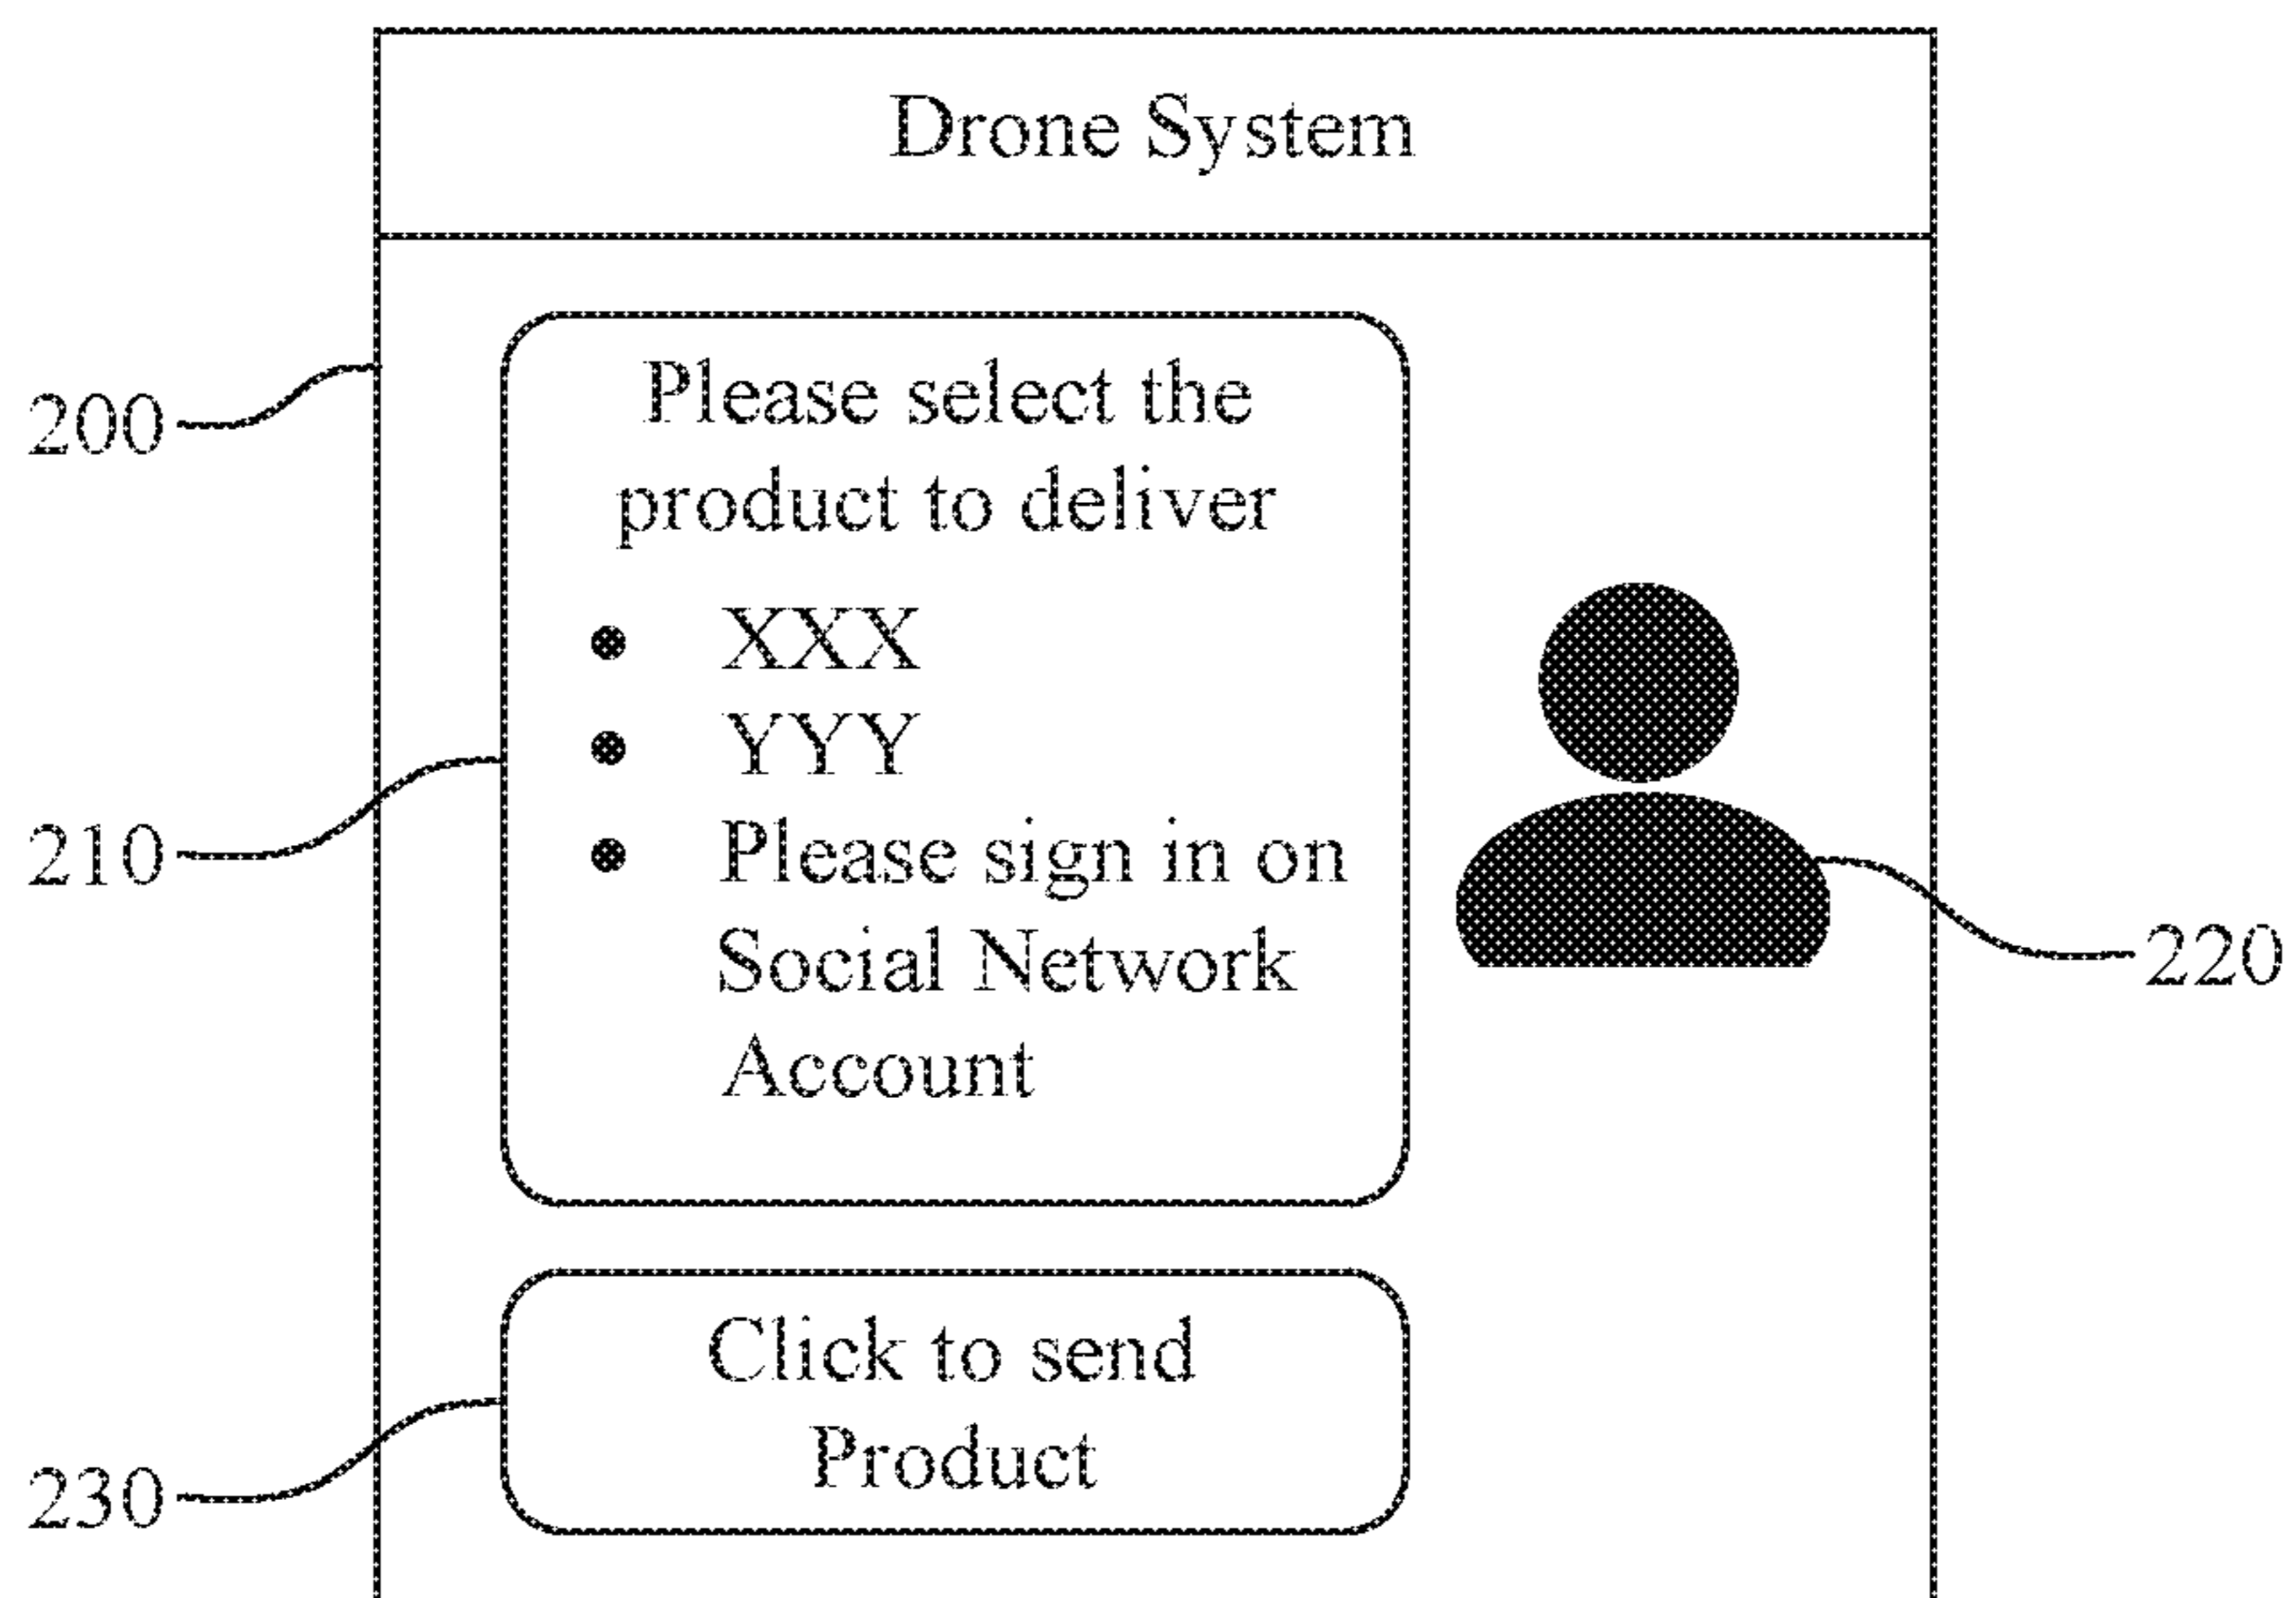 Drone System
200
Please select the
product to deliver
• XXX
• YYY
210
• Please sign in on
Social Network
Account
220
Click to send
Product
230